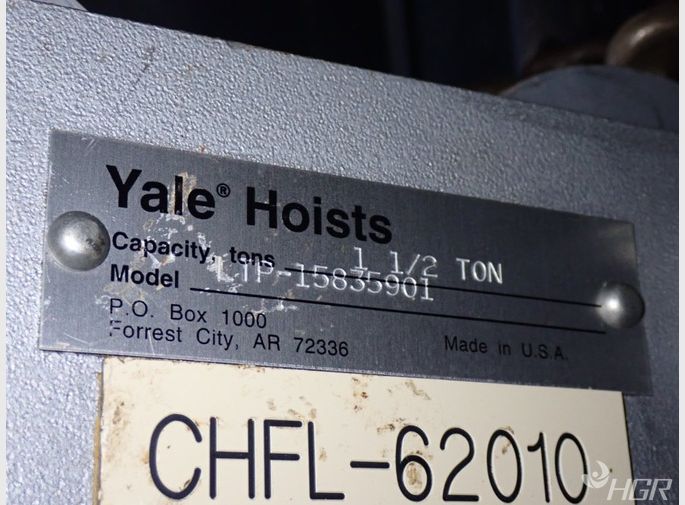 Yale® Hoists
Capacity, tons 1 1/2 TON
Model LTP-15835901
P.O. Box 1000
Forrest City, AR 72336
Made in U.S.A.
CHFL-62010
HGR